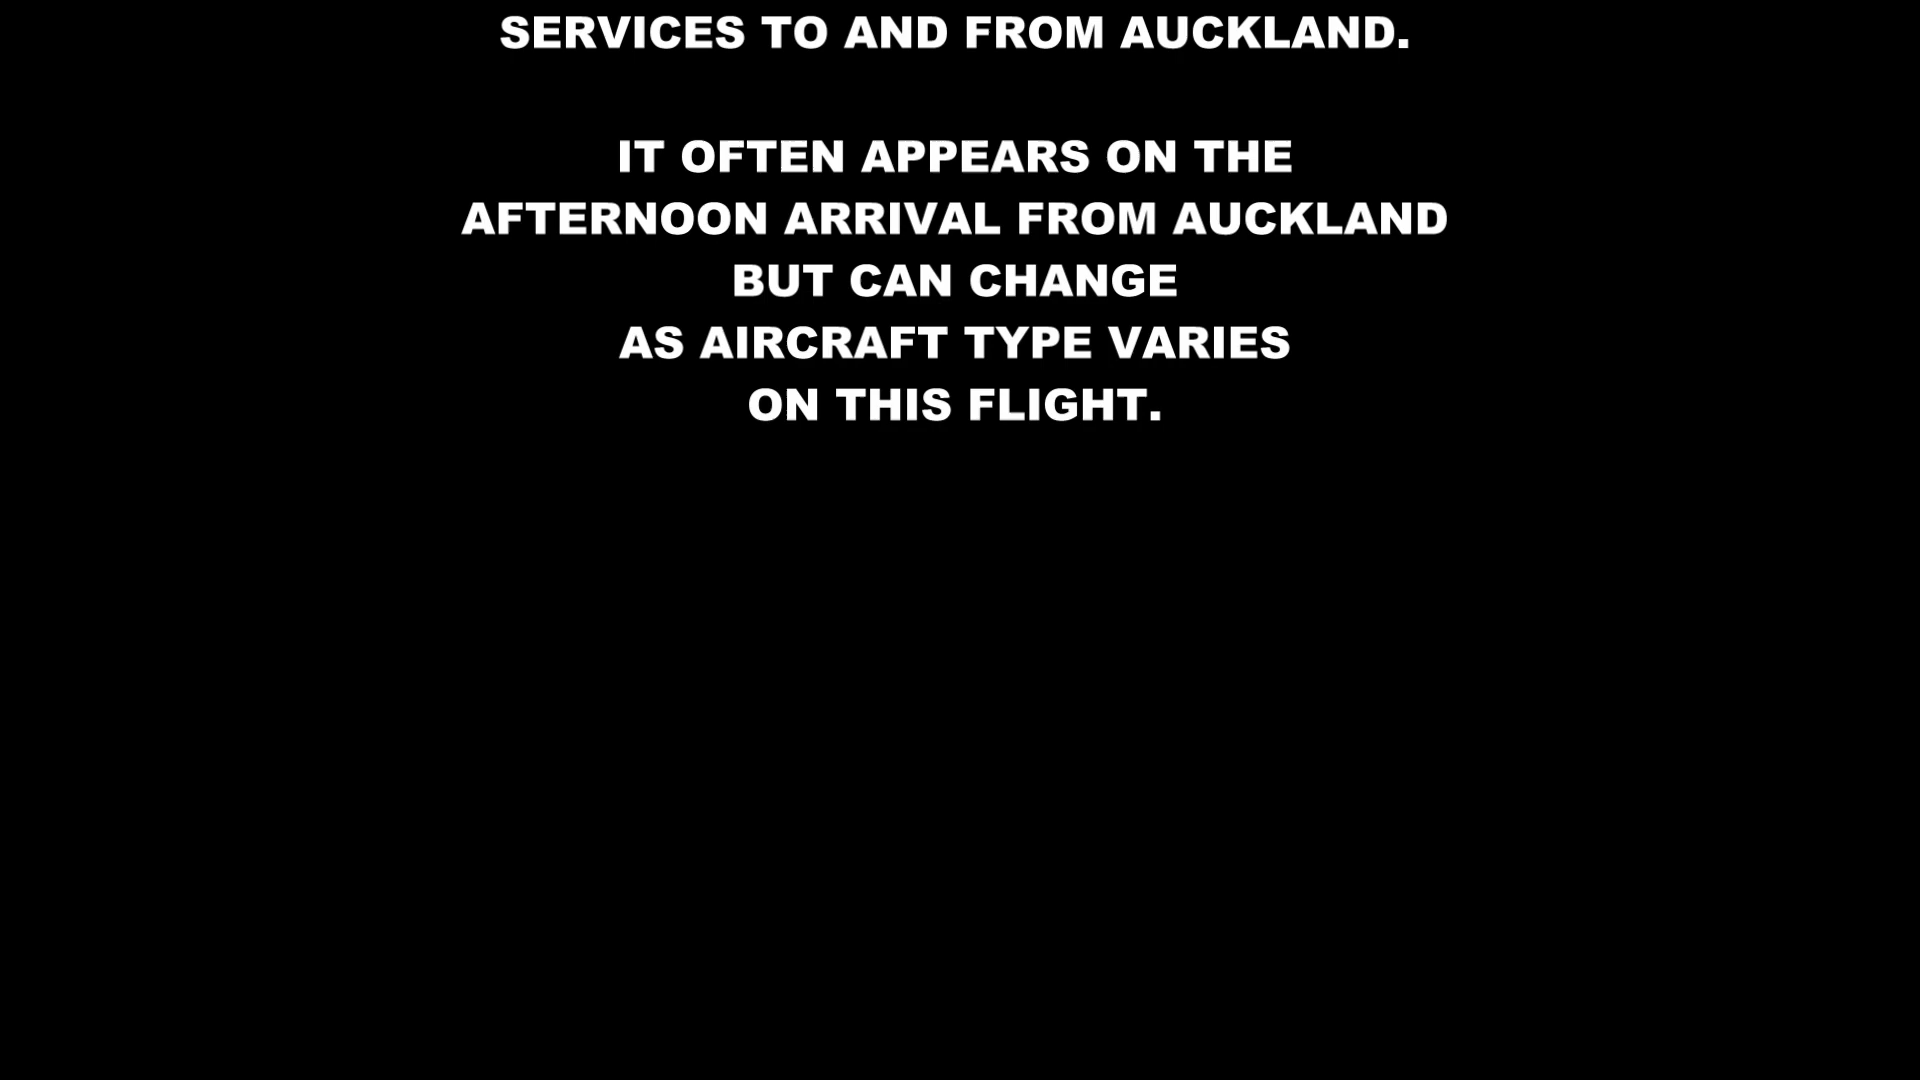 SERVICES TO AND FROM AUCKLAND.
IT OFTEN APPEARS ON THE
AFTERNOON ARRIVAL FROM AUCKLAND
BUT CAN CHANGE
AS AIRCRAFT TYPE VARIES
ON THIS FLIGHT.